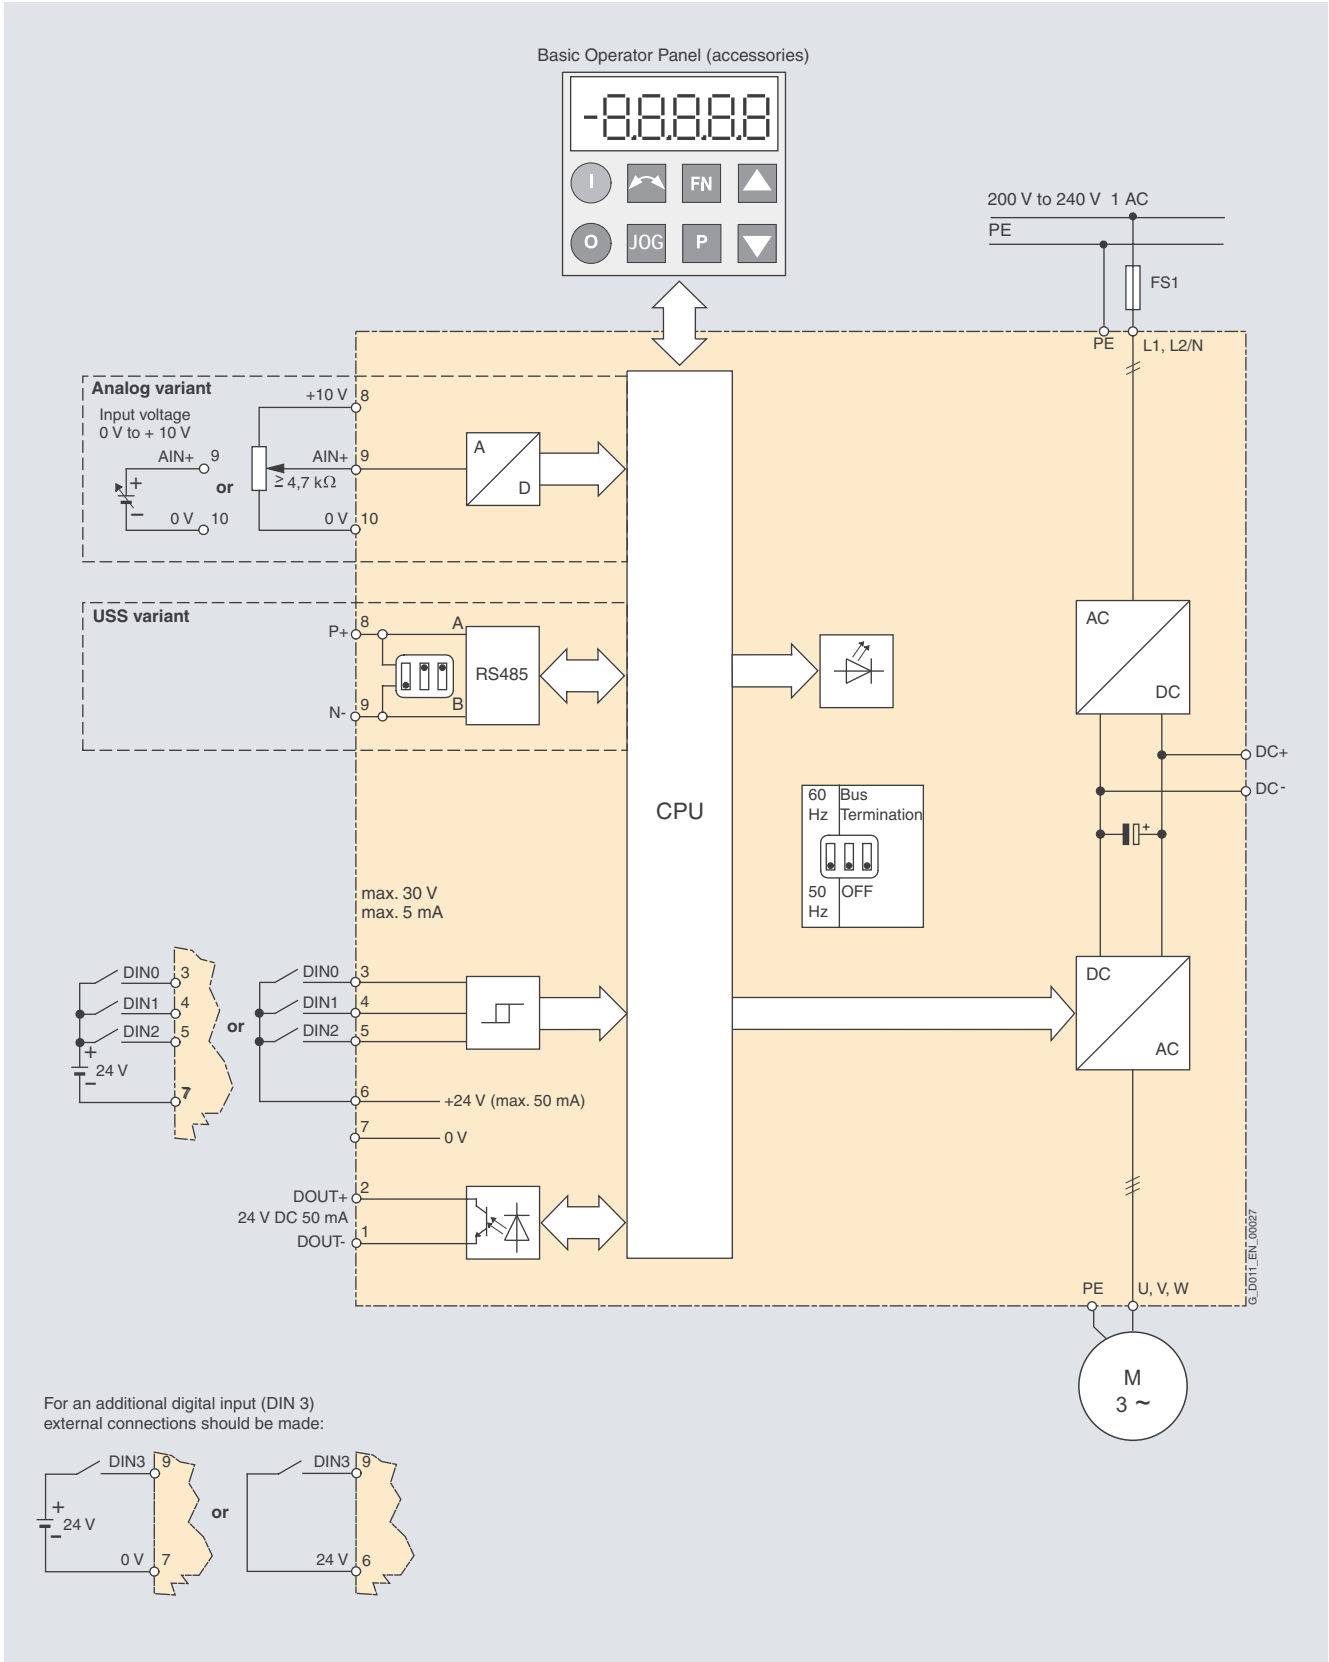 Basic Operator Panel (accessories)
-8.8.8.8.8
I
FN
O
JOG
P
200 V to 240 V 1 AC
PE
FS1
PE
L1, L2/N
Analog variant
Input voltage
0 V to + 10 V
AIN+ 9
+
−
0 V 10
or
+10 V 8
AIN+ 9
≥ 4,7 kΩ
0 V 10
A
D
USS variant
P+ 8
A
N- 9
B
RS485
CPU
AC
DC
DC+
DC-
+
60 Hz
Bus Termination
50 Hz
OFF
max. 30 V
max. 5 mA
DIN0 3
DIN1 4
DIN2 5
+
24 V
−
7
or
DIN0 3
DIN1 4
DIN2 5
6 +24 V (max. 50 mA)
7 0 V
DOUT+ 2
24 V DC 50 mA
DOUT- 1
DC
AC
G_D011_EN_00027
PE
U, V, W
M
3 ~
For an additional digital input (DIN 3)
external connections should be made:
DIN3 9
+
24 V
−
0 V 7
or
DIN3 9
24 V 6